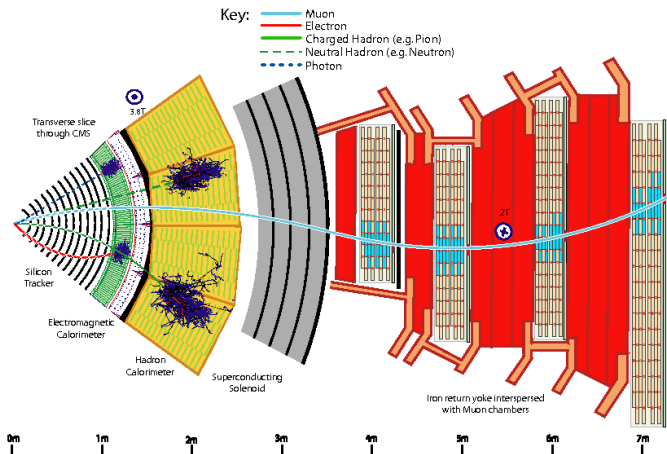 Key:
Muon
Electron
Charged Hadron (e.g. Pion)
Neutral Hadron (e.g. Neutron)
Photon
3.8T
Transverse slice
through CMS
2T
Silicon
Tracker
Electromagnetic
Calorimeter
Hadron
Calorimeter
Superconducting
Solenoid
Iron return yoke interspersed
with Muon chambers
0m 1m 2m 3m 4m 5m 6m 7m